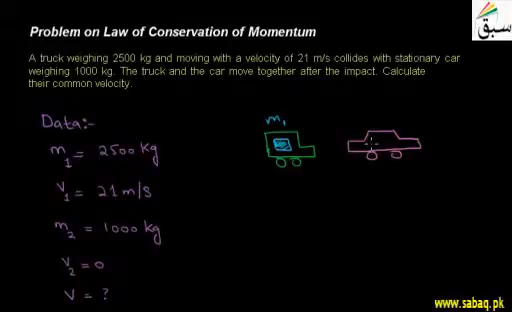 سبق
Problem on Law of Conservation of Momentum
A truck weighing 2500 kg and moving with a velocity of 21 m/s collides with stationary car
weighing 1000 kg. The truck and the car move together after the impact. Calculate
their common velocity.
Data:-
m₁
m₁ = 2500 kg
v₁ = 21 m/s
m₂ = 1000 kg
v₂ = 0
v = ?
www.sabaq.pk